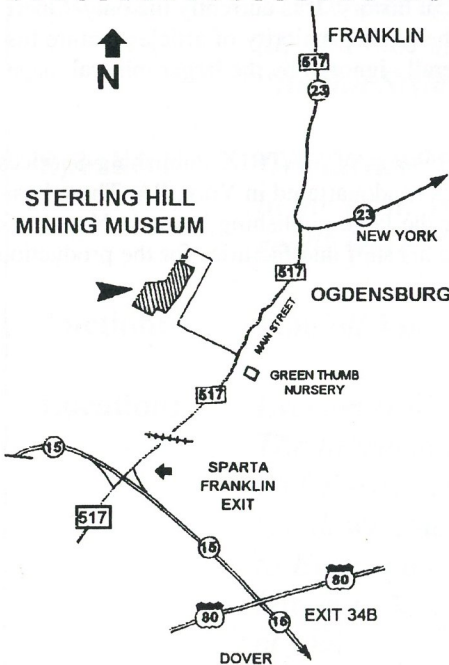 FRANKLIN
517
23
N
23
NEW YORK
STERLING HILL
MINING MUSEUM
517
OGDENSBURG
MAIN STREET
GREEN THUMB
NURSERY
517
15
SPARTA
FRANKLIN
EXIT
517
15
80
EXIT 34B
80
15
DOVER